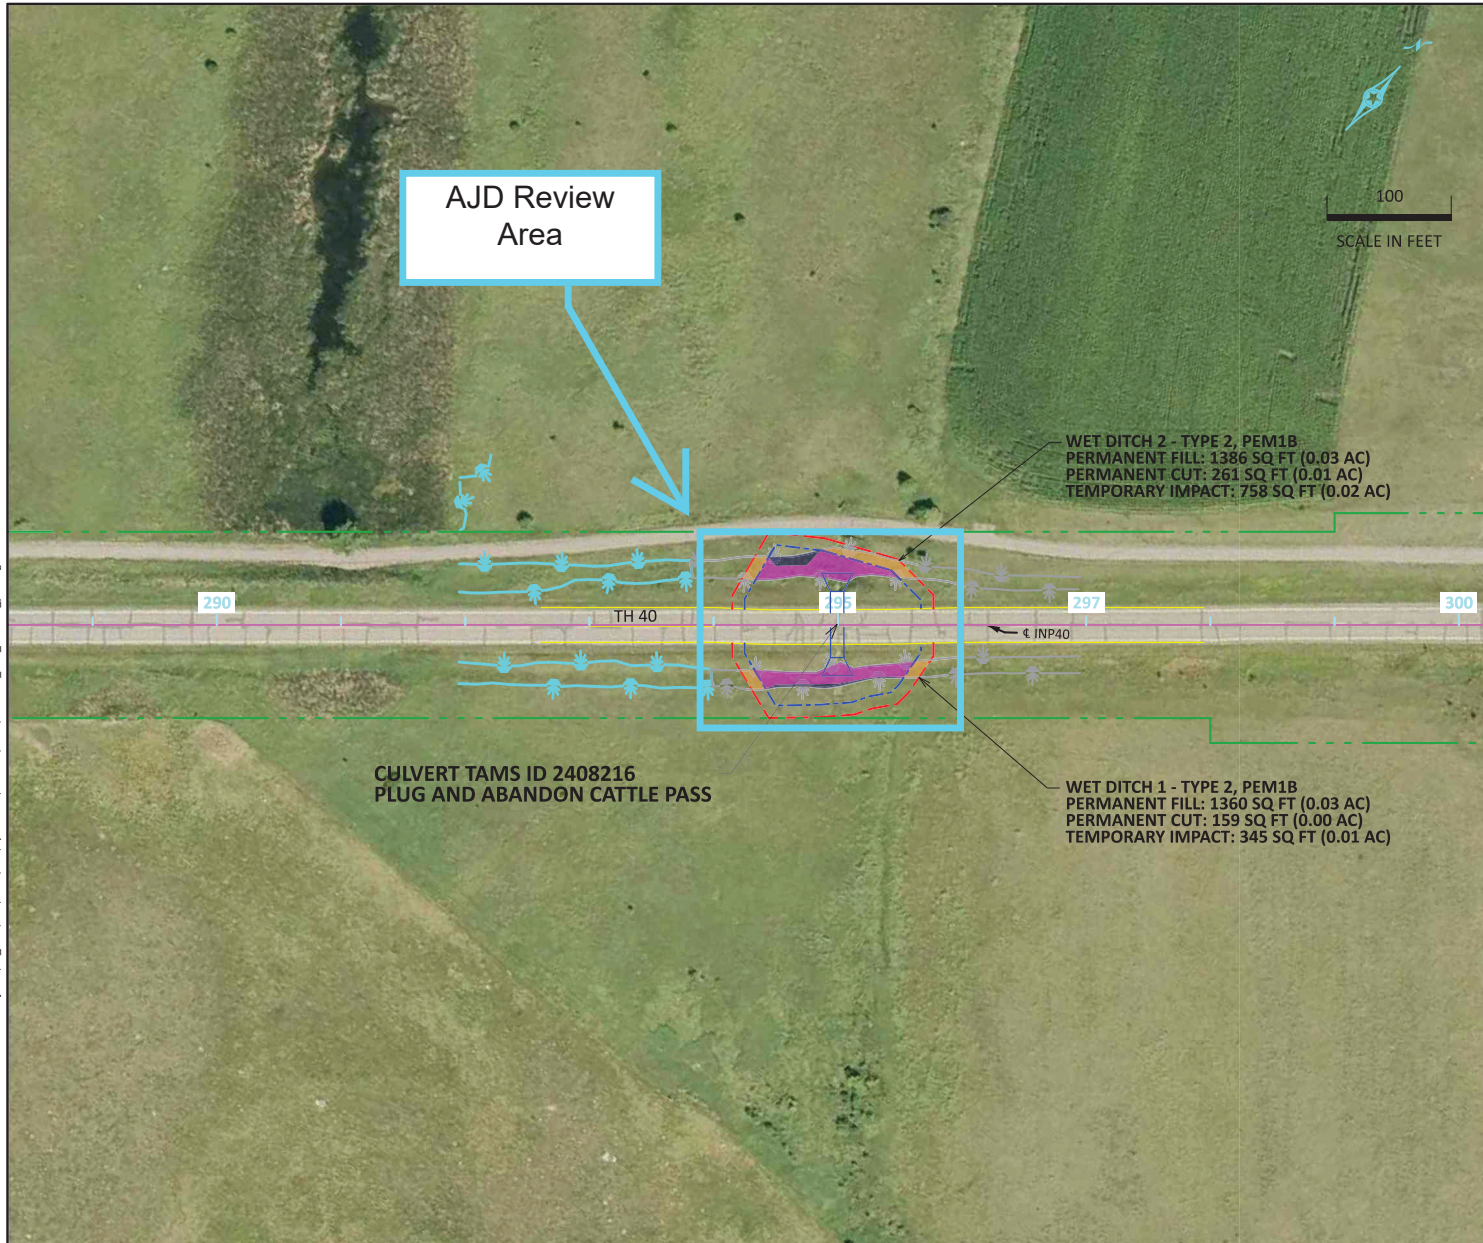 AJD Review
Area
100
SCALE IN FEET
WET DITCH 2 - TYPE 2, PEM1B
PERMANENT FILL: 1386 SQ FT (0.03 AC)
PERMANENT CUT: 261 SQ FT (0.01 AC)
TEMPORARY IMPACT: 758 SQ FT (0.02 AC)
290
295
297
300
TH 40
℄ INP40
CULVERT TAMS ID 2408216
PLUG AND ABANDON CATTLE PASS
WET DITCH 1 - TYPE 2, PEM1B
PERMANENT FILL: 1360 SQ FT (0.03 AC)
PERMANENT CUT: 159 SQ FT (0.00 AC)
TEMPORARY IMPACT: 345 SQ FT (0.01 AC)